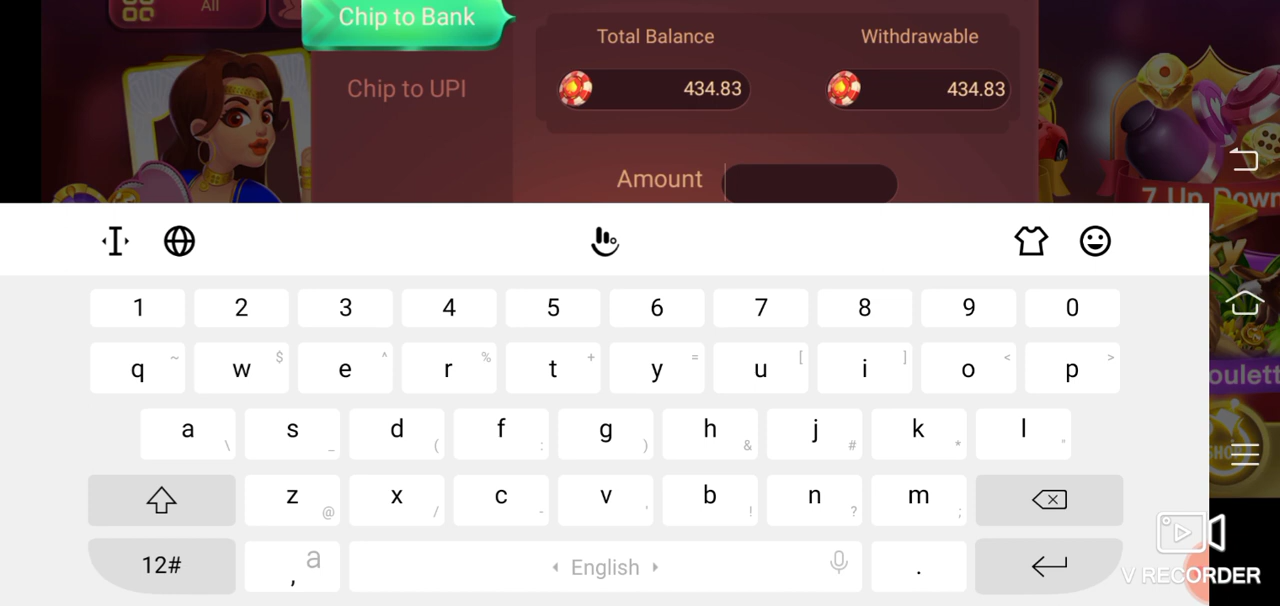 All
Chip to Bank
Chip to UPI
Total Balance
Withdrawable
434.83
434.83
Amount
7 Up Down
1 2 3 4 5 6 7 8 9 0
q ~ w $ e ^ r % t + y = u [ i ] o < p >
oulett
a \ s _ d ( f : g ) h & j # k * l "
z @ x / c - v ' b ! n ? m ;
12# , a English .
V RECORDER